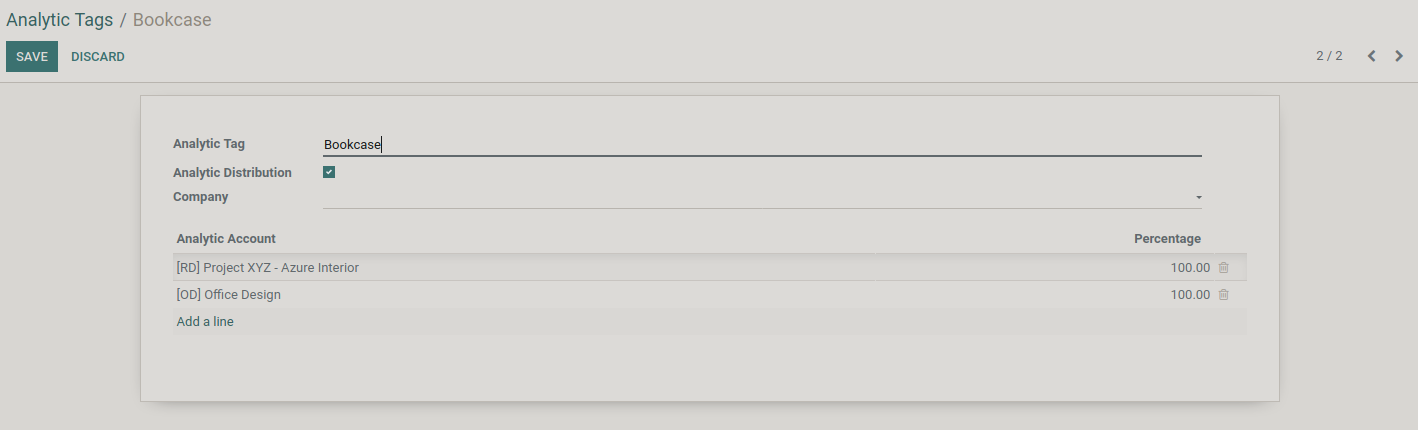 Analytic Tags / Bookcase
SAVE DISCARD 2 / 2
Analytic Tag Bookcase
Analytic Distribution
Company
Analytic Account Percentage
[RD] Project XYZ - Azure Interior 100.00
[OD] Office Design 100.00
Add a line